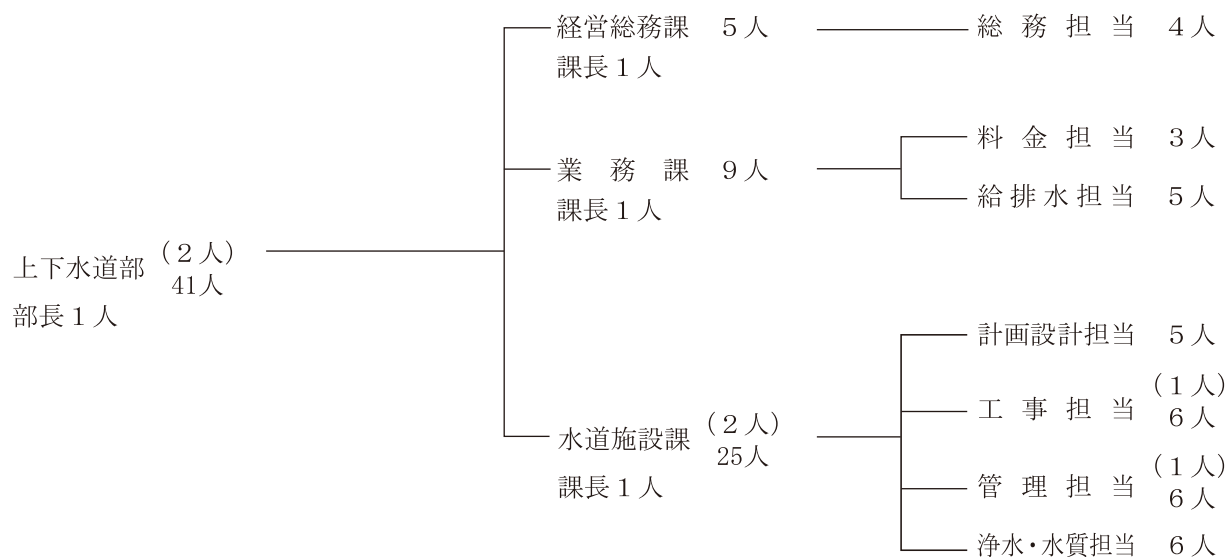 経営総務課 5人 総務担当 4人
課長1人
料金担当 3人
業務課 9人
課長1人
給排水担当 5人
上下水道部 (2人) 41人
部長1人
計画設計担当 5人
工事担当 (1人) 6人
水道施設課 (2人) 25人
課長1人
管理担当 (1人) 6人
浄水・水質担当 6人